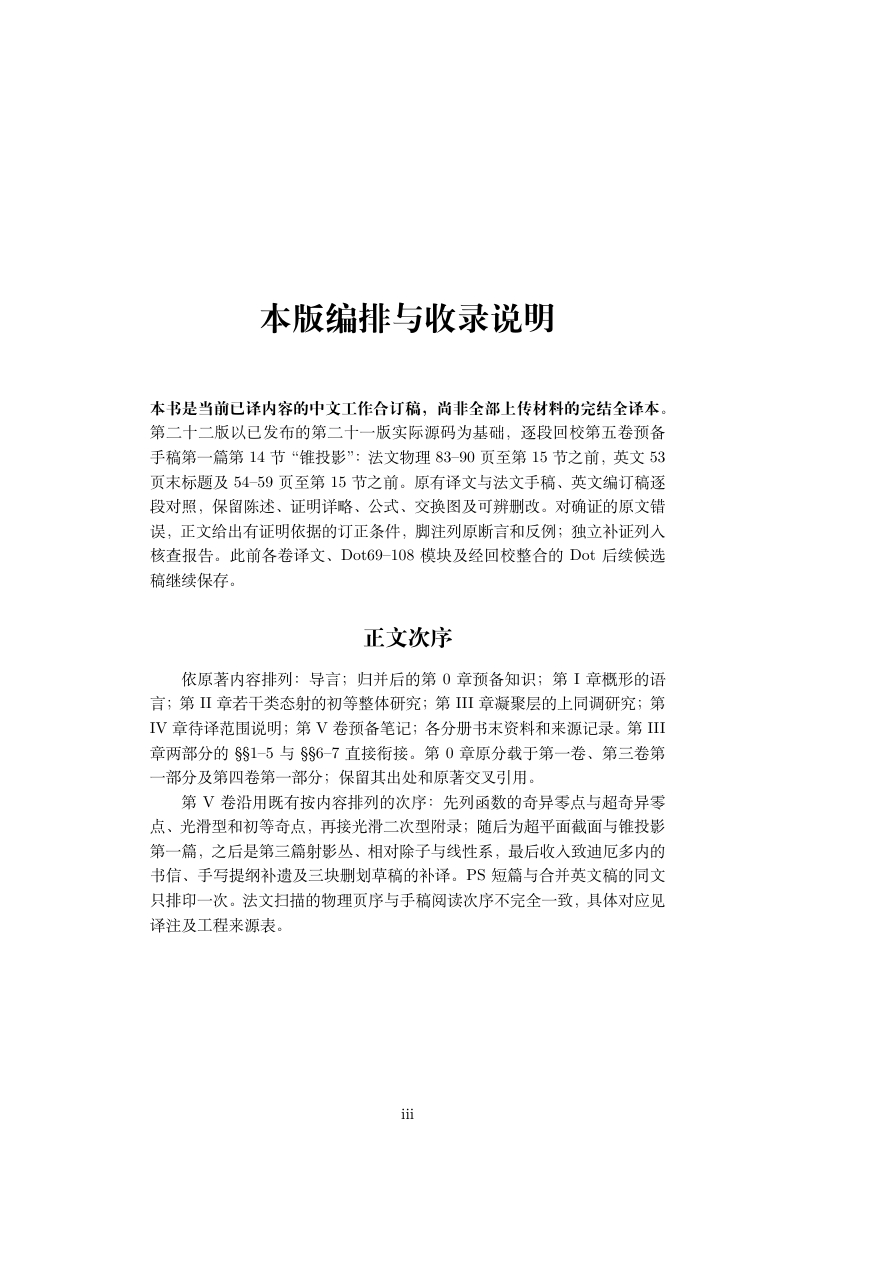 本版编排与收录说明
本书是当前已译内容的中文工作合订稿，尚非全部上传材料的完结全译本。
第二十二版以已发布的第二十一版实际源码为基础，逐段回校第五卷预备
手稿第一篇第 14 节 “锥投影”：法文物理 83–90 页至第 15 节之前，英文 53
页末标题及 54–59 页至第 15 节之前。原有译文与法文手稿、英文编订稿逐
段对照，保留陈述、证明详略、公式、交换图及可辨删改。对确证的原文错
误，正文给出有证明依据的订正条件，脚注列原断言和反例；独立补证列入
核查报告。此前各卷译文、Dot69–108 模块及经回校整合的 Dot 后续候选
稿继续保存。
正文次序
依原著内容排列：导言；归并后的第 0 章预备知识；第 I 章概形的语
言；第 II 章若干类态射的初等整体研究；第 III 章凝聚层的上同调研究；第
IV 章待译范围说明；第 V 卷预备笔记；各分册书末资料和来源记录。第 III
章两部分的 §§1–5 与 §§6–7 直接衔接。第 0 章原分载于第一卷、第三卷第
一部分及第四卷第一部分；保留其出处和原著交叉引用。
第 V 卷沿用既有按内容排列的次序：先列函数的奇异零点与超奇异零
点、光滑型和初等奇点，再接光滑二次型附录；随后为超平面截面与锥投影
第一篇，之后是第三篇射影丛、相对除子与线性系，最后收入致迪厄多内的
书信、手写提纲补遗及三块删划草稿的补译。PS 短篇与合并英文稿的同文
只排印一次。法文扫描的物理页序与手稿阅读次序不完全一致，具体对应见
译注及工程来源表。
iii